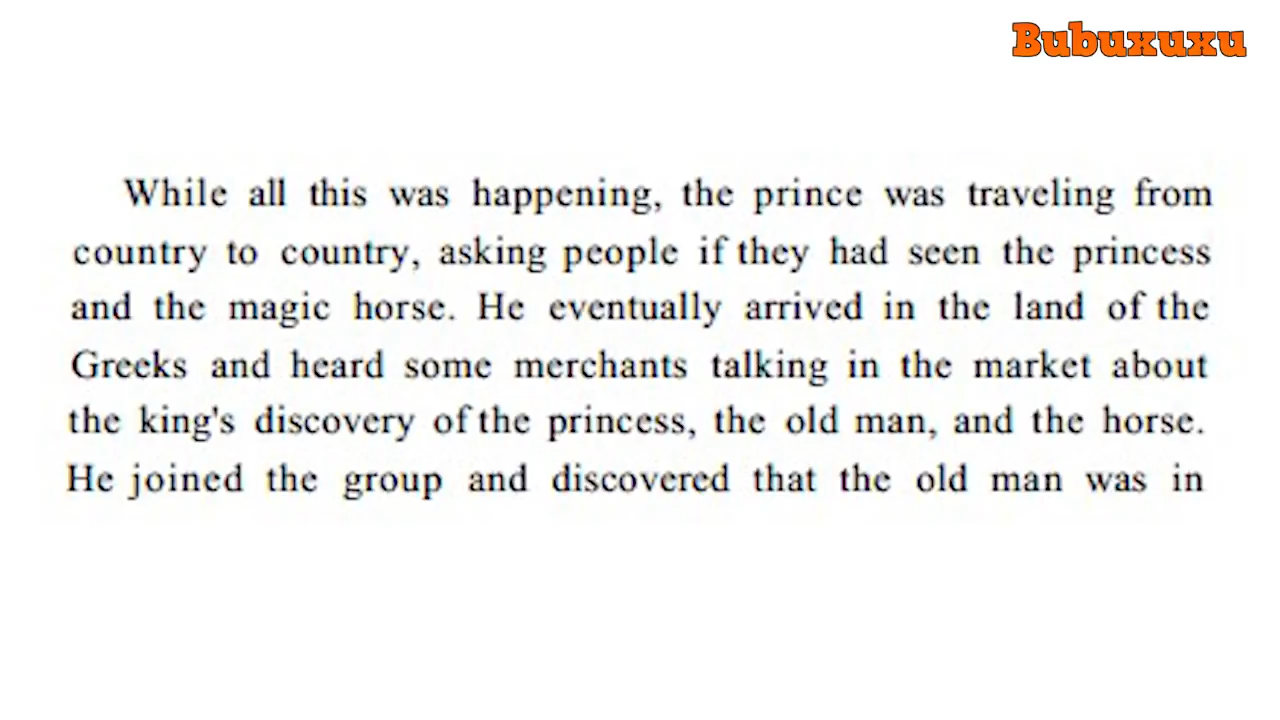 Bubuxuxu
While all this was happening, the prince was traveling from
country to country, asking people if they had seen the princess
and the magic horse. He eventually arrived in the land of the
Greeks and heard some merchants talking in the market about
the king's discovery of the princess, the old man, and the horse.
He joined the group and discovered that the old man was in